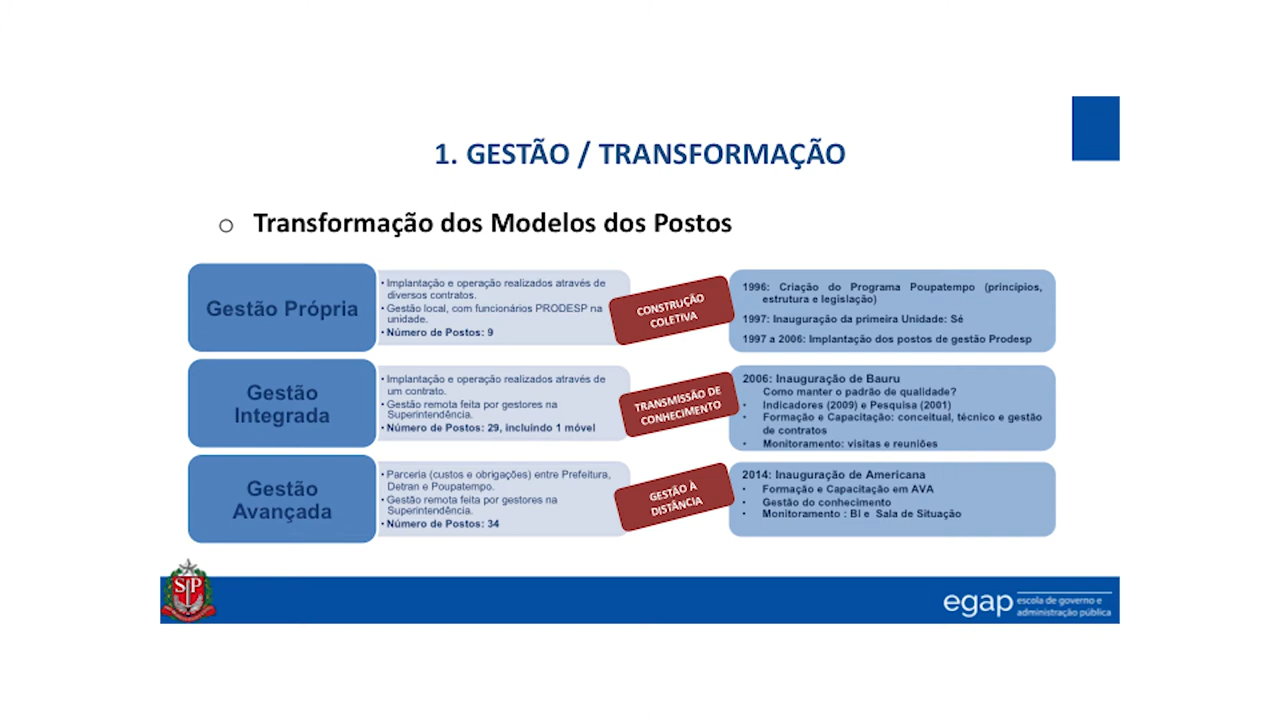 1. GESTÃO / TRANSFORMAÇÃO
o Transformação dos Modelos dos Postos
Gestão Própria
• Implantação e operação realizados através de
diversos contratos.
• Gestão local, com funcionários PRODESP na
unidade.
• Número de Postos: 9
CONSTRUÇÃO
COLETIVA
1996: Criação do Programa Poupatempo (princípios,
estrutura e legislação)
1997: Inauguração da primeira Unidade: Sé
1997 a 2006: Implantação dos postos de gestão Prodesp
Gestão
Integrada
• Implantação e operação realizados através de
um contrato.
• Gestão remota feita por gestores na
Superintendência.
• Número de Postos: 29, incluindo 1 móvel
TRANSMISSÃO DE
CONHECIMENTO
2006: Inauguração de Bauru
Como manter o padrão de qualidade?
• Indicadores (2009) e Pesquisa (2001)
• Formação e Capacitação: conceitual, técnico e gestão
de contratos
• Monitoramento: visitas e reuniões
Gestão
Avançada
• Parceria (custos e obrigações) entre Prefeitura,
Detran e Poupatempo.
• Gestão remota feita por gestores na
Superintendência.
• Número de Postos: 34
GESTÃO À
DISTÂNCIA
2014: Inauguração de Americana
• Formação e Capacitação em AVA
• Gestão do conhecimento
• Monitoramento : BI e Sala de Situação
SP
egap
escola de governo e
administração pública